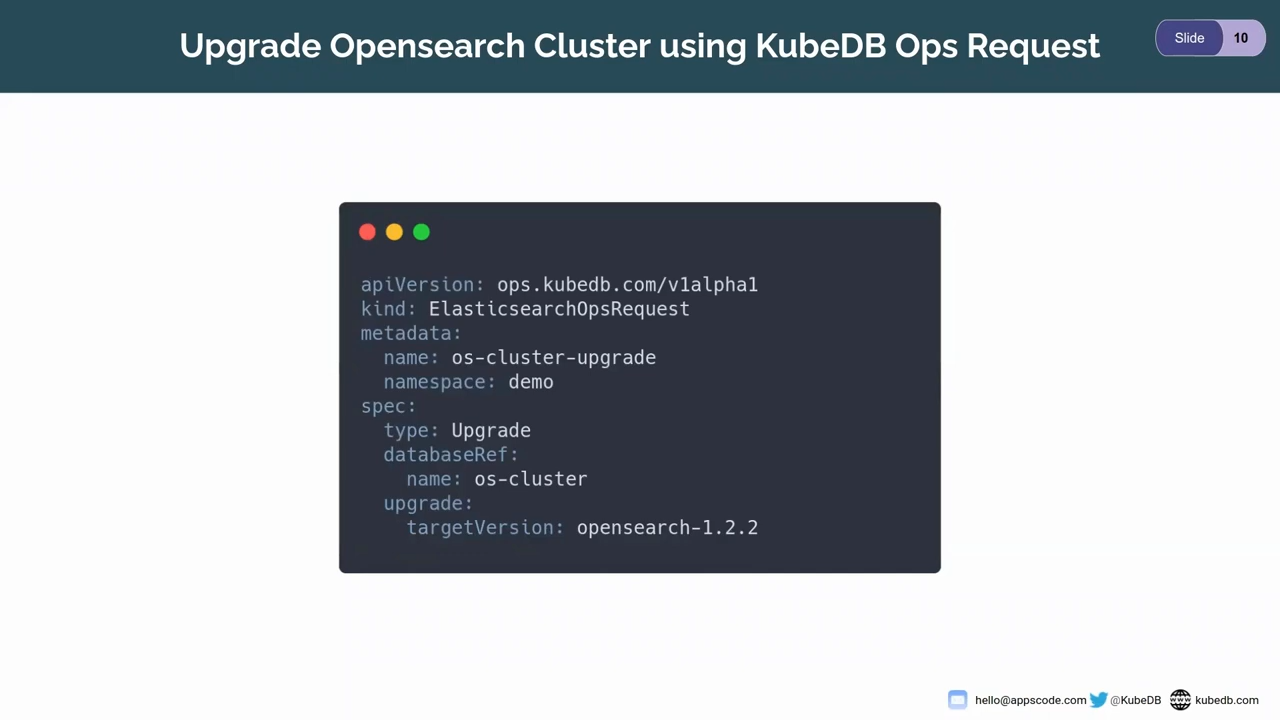 Upgrade Opensearch Cluster using KubeDB Ops Request
Slide 10
apiVersion: ops.kubedb.com/v1alpha1
kind: ElasticsearchOpsRequest
metadata:
  name: os-cluster-upgrade
  namespace: demo
spec:
  type: Upgrade
  databaseRef:
    name: os-cluster
  upgrade:
    targetVersion: opensearch-1.2.2
hello@appscode.com @KubeDB kubedb.com